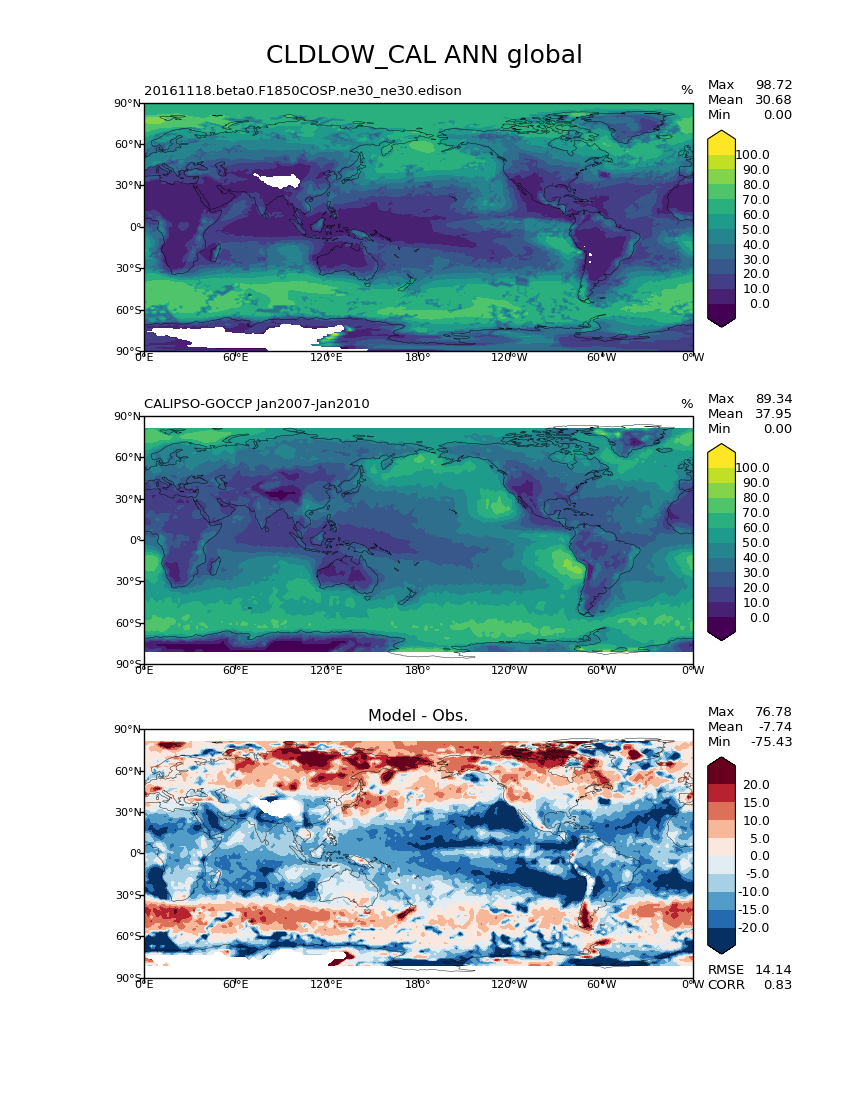 CLDLOW_CAL ANN global
20161118.beta0.F1850COSP.ne30_ne30.edison
%
Max 98.72
Mean 30.68
Min 0.00
90°N
60°N
30°N
0°
30°S
60°S
90°S
0°E 60°E 120°E 180° 120°W 60°W 0°W
100.0
90.0
80.0
70.0
60.0
50.0
40.0
30.0
20.0
10.0
0.0
CALIPSO-GOCCP Jan2007-Jan2010
%
Max 89.34
Mean 37.95
Min 0.00
90°N
60°N
30°N
0°
30°S
60°S
90°S
0°E 60°E 120°E 180° 120°W 60°W 0°W
100.0
90.0
80.0
70.0
60.0
50.0
40.0
30.0
20.0
10.0
0.0
Model - Obs.
Max 76.78
Mean -7.74
Min -75.43
90°N
60°N
30°N
0°
30°S
60°S
90°S
0°E 60°E 120°E 180° 120°W 60°W 0°W
20.0
15.0
10.0
5.0
0.0
-5.0
-10.0
-15.0
-20.0
RMSE 14.14
CORR 0.83